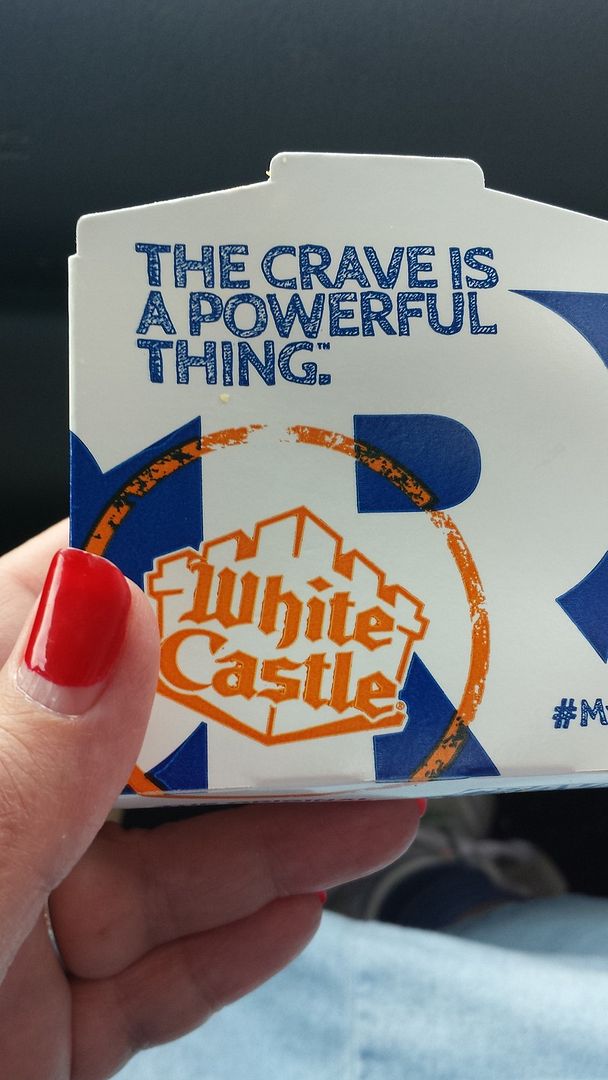 THE CRAVE IS
A POWERFUL
THING.™
White
Castle®